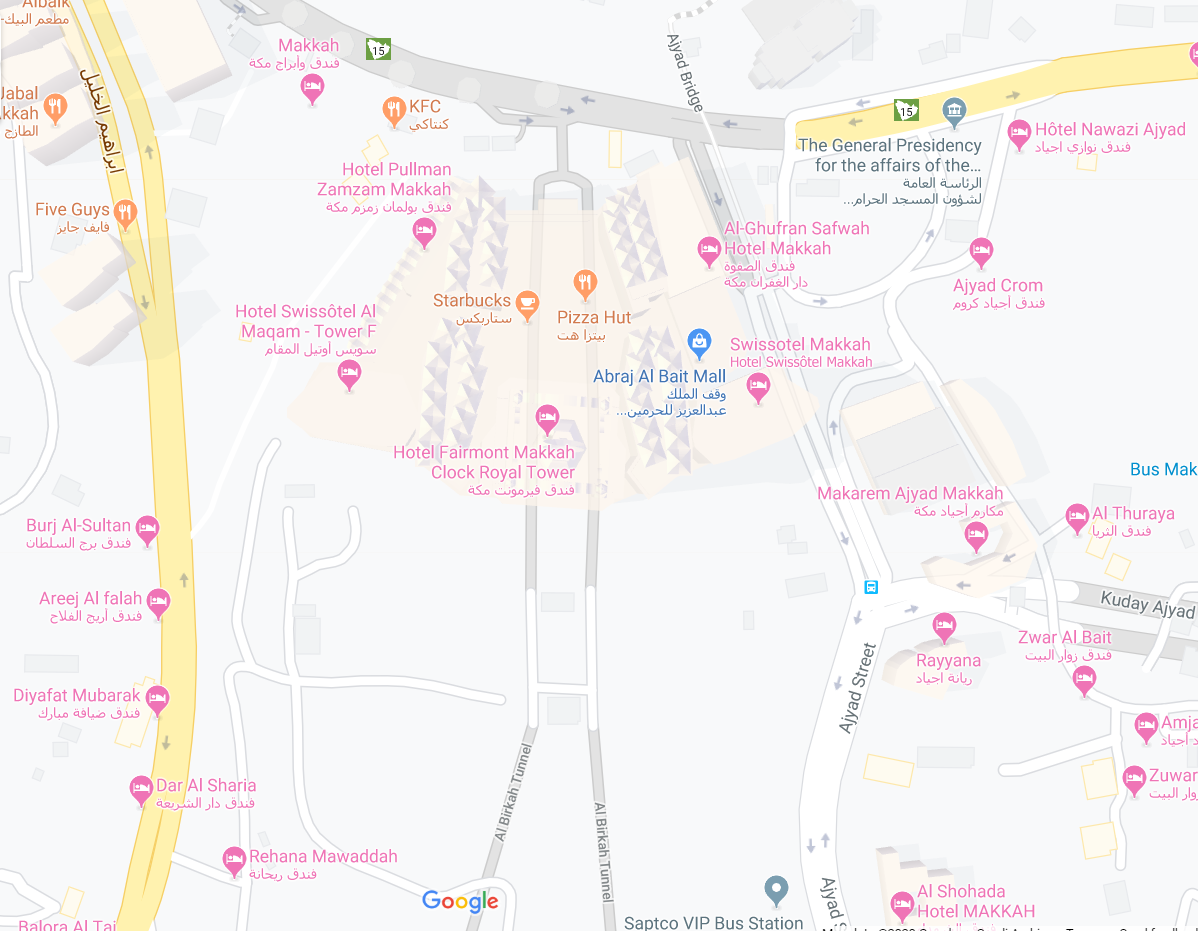 Albaik
مطعم البيك-
Makkah
فندق وأبراج مكة
15
Ajyad Bridge
15
ابراهيم الخليل
Jabal
kkah
الطازج
KFC
كنتاكي
Hôtel Nawazi Ajyad
فندق نوازي اجياد
The General Presidency
for the affairs of the...
الرئاسة العامة
لشؤون المسجد الحرام...
Hotel Pullman
Zamzam Makkah
فندق بولمان زمزم مكة
Five Guys
فايف جايز
Al-Ghufran Safwah
Hotel Makkah
فندق الصفوة
دار الغفران مكة
Ajyad Crom
فندق أجياد كروم
Starbucks
ستاربكس
Pizza Hut
بيتزا هت
Hotel Swissôtel Al
Maqam - Tower F
سويس أوتيل المقام
Swissotel Makkah
Hotel Swissôtel Makkah
Abraj Al Bait Mall
وقف الملك
عبدالعزيز للحرمين...
Hotel Fairmont Makkah
Clock Royal Tower
فندق فيرمونت مكة
Bus Mak
Makarem Ajyad Makkah
مكارم أجياد مكة
Al Thuraya
فندق الثريا
Burj Al-Sultan
فندق برج السلطان
Areej Al falah
فندق أريج الفلاح
Kuday Ajyad
Zwar Al Bait
فندق زوار البيت
Rayyana
ريانة اجياد
Ajyad Street
Diyafat Mubarak
فندق ضيافة مبارك
Amja
د أجياد
Dar Al Sharia
فندق دار الشريعة
Zuwar
زوار البيت
Al Birkah Tunnel
Al Birkah Tunnel
Rehana Mawaddah
فندق ريحانة
Google
Ajyad S
Al Shohada
Hotel MAKKAH
Saptco VIP Bus Station
Balora Al Taj